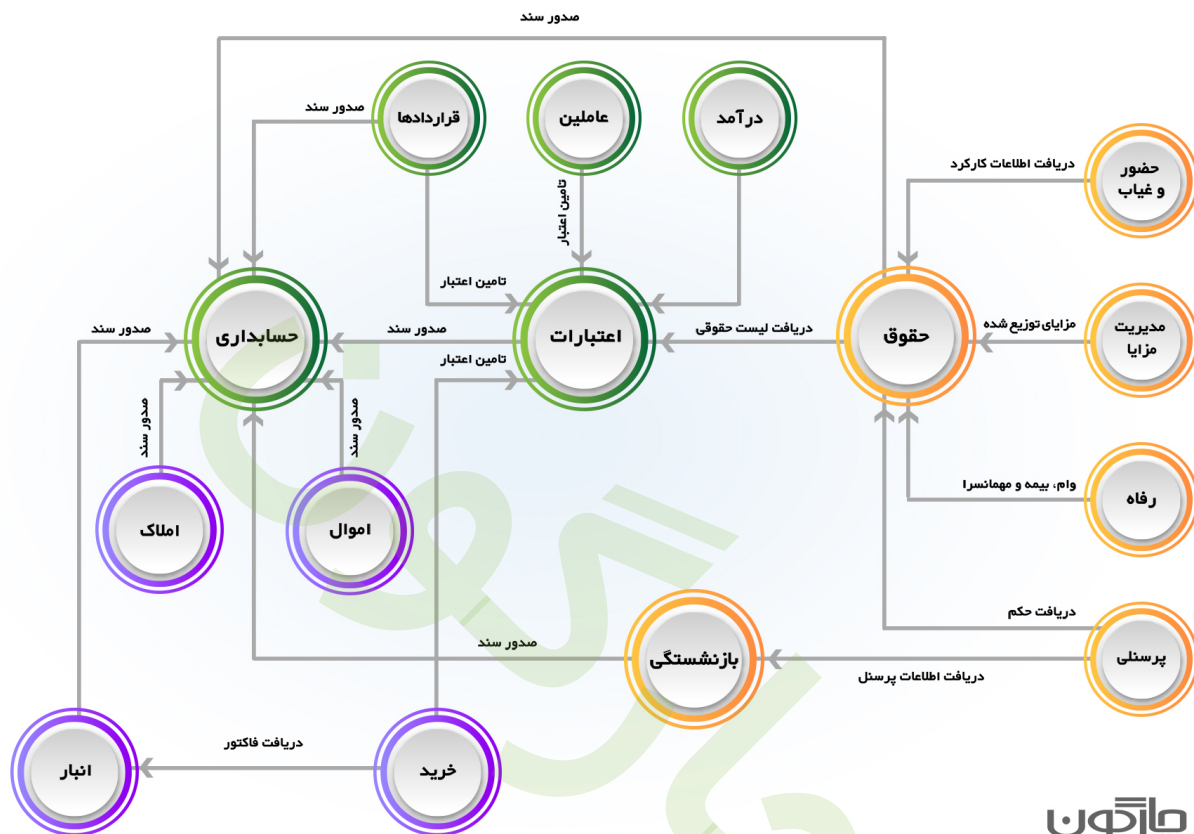 صدور سند
قراردادها
عاملین
درآمد
صدور سند
حضور
و غیاب
دریافت اطلاعات کارکرد
تامین اعتبار
تامین اعتبار
حسابداری
اعتبارات
حقوق
مدیریت
مزایا
مزایای توزیع شده
دریافت لیست حقوقی
صدور سند
صدور سند
تامین اعتبار
صدور سند
صدور سند
املاک
اموال
رفاه
وام، بیمه و مهمانسرا
دریافت حکم
پرسنلی
دریافت اطلاعات پرسنل
بازنشستگی
صدور سند
خرید
دریافت فاکتور
انبار
مارگون